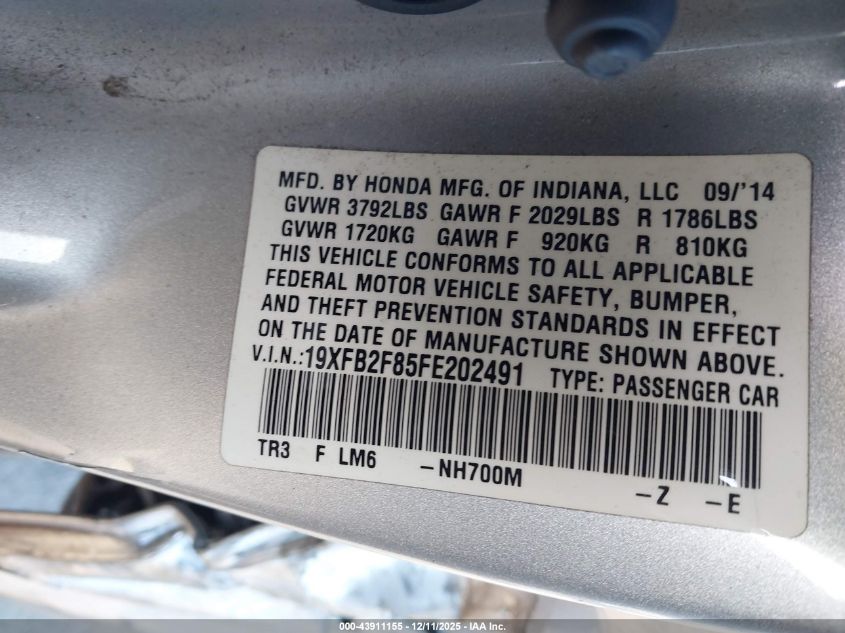 MFD. BY HONDA MFG. OF INDIANA, LLC 09/'14
GVWR 3792LBS GAWR F 2029LBS R 1786LBS
GVWR 1720KG GAWR F 920KG R 810KG
THIS VEHICLE CONFORMS TO ALL APPLICABLE
FEDERAL MOTOR VEHICLE SAFETY, BUMPER,
AND THEFT PREVENTION STANDARDS IN EFFECT
ON THE DATE OF MANUFACTURE SHOWN ABOVE.
V.I.N.:19XFB2F85FE202491 TYPE: PASSENGER CAR
TR3 F LM6 -NH700M -Z -E
000-43911155 - 12/11/2025 - IAA Inc.